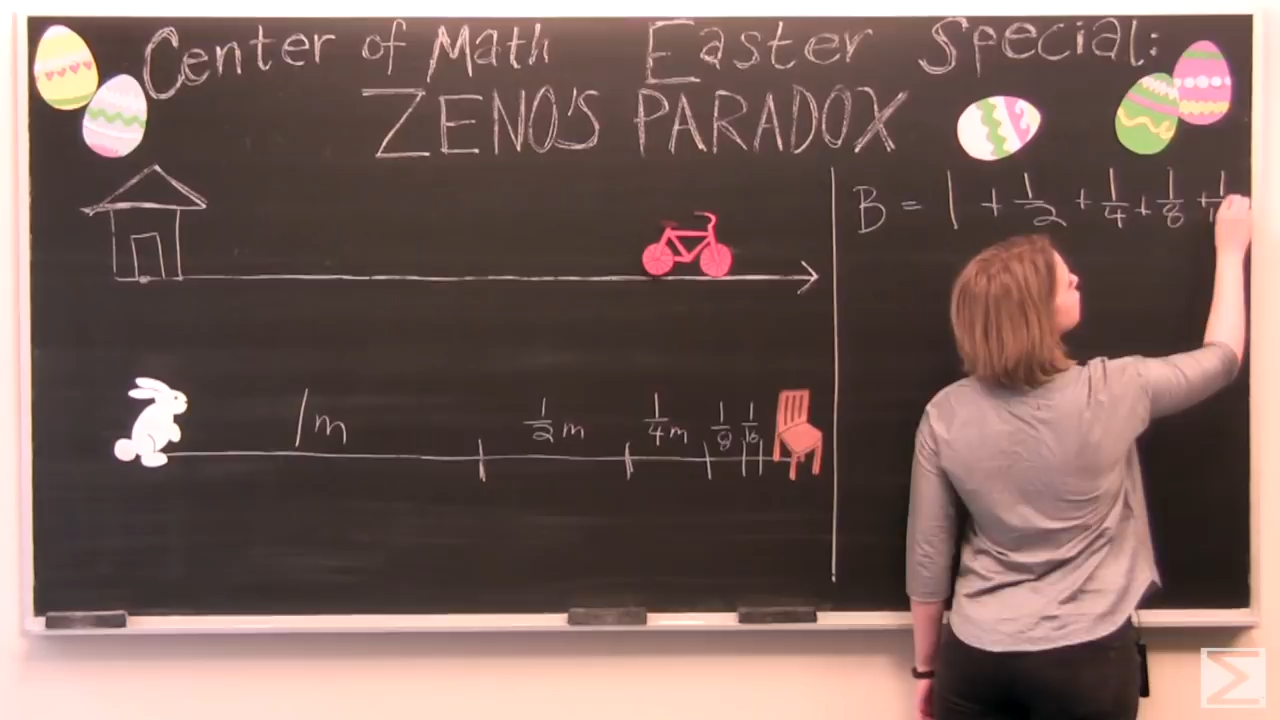 Center of Math Easter Special:
ZENO'S PARADOX
B = 1 + 1/2 + 1/4 + 1/8 + 1/1
1m 1/2 m 1/4 m 1/8 1/16
Σ